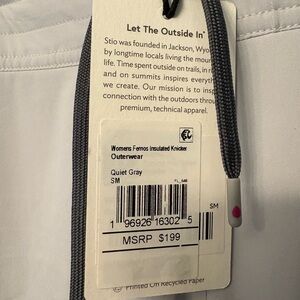 Let The Outside In®
Stio was founded in Jackson, Wyo
by longtime locals living the moun
life. Time spent outside on trails, in r
and on summits inspires everyth
we create. Our mission is to insp
connection with the outdoors throu
premium, technical apparel.
Womens Fernos Insulated Knicker
Outerwear
Quiet Gray
SM
SM
1 96926 16302 5
MSRP $199
Printed On Recycled Paper